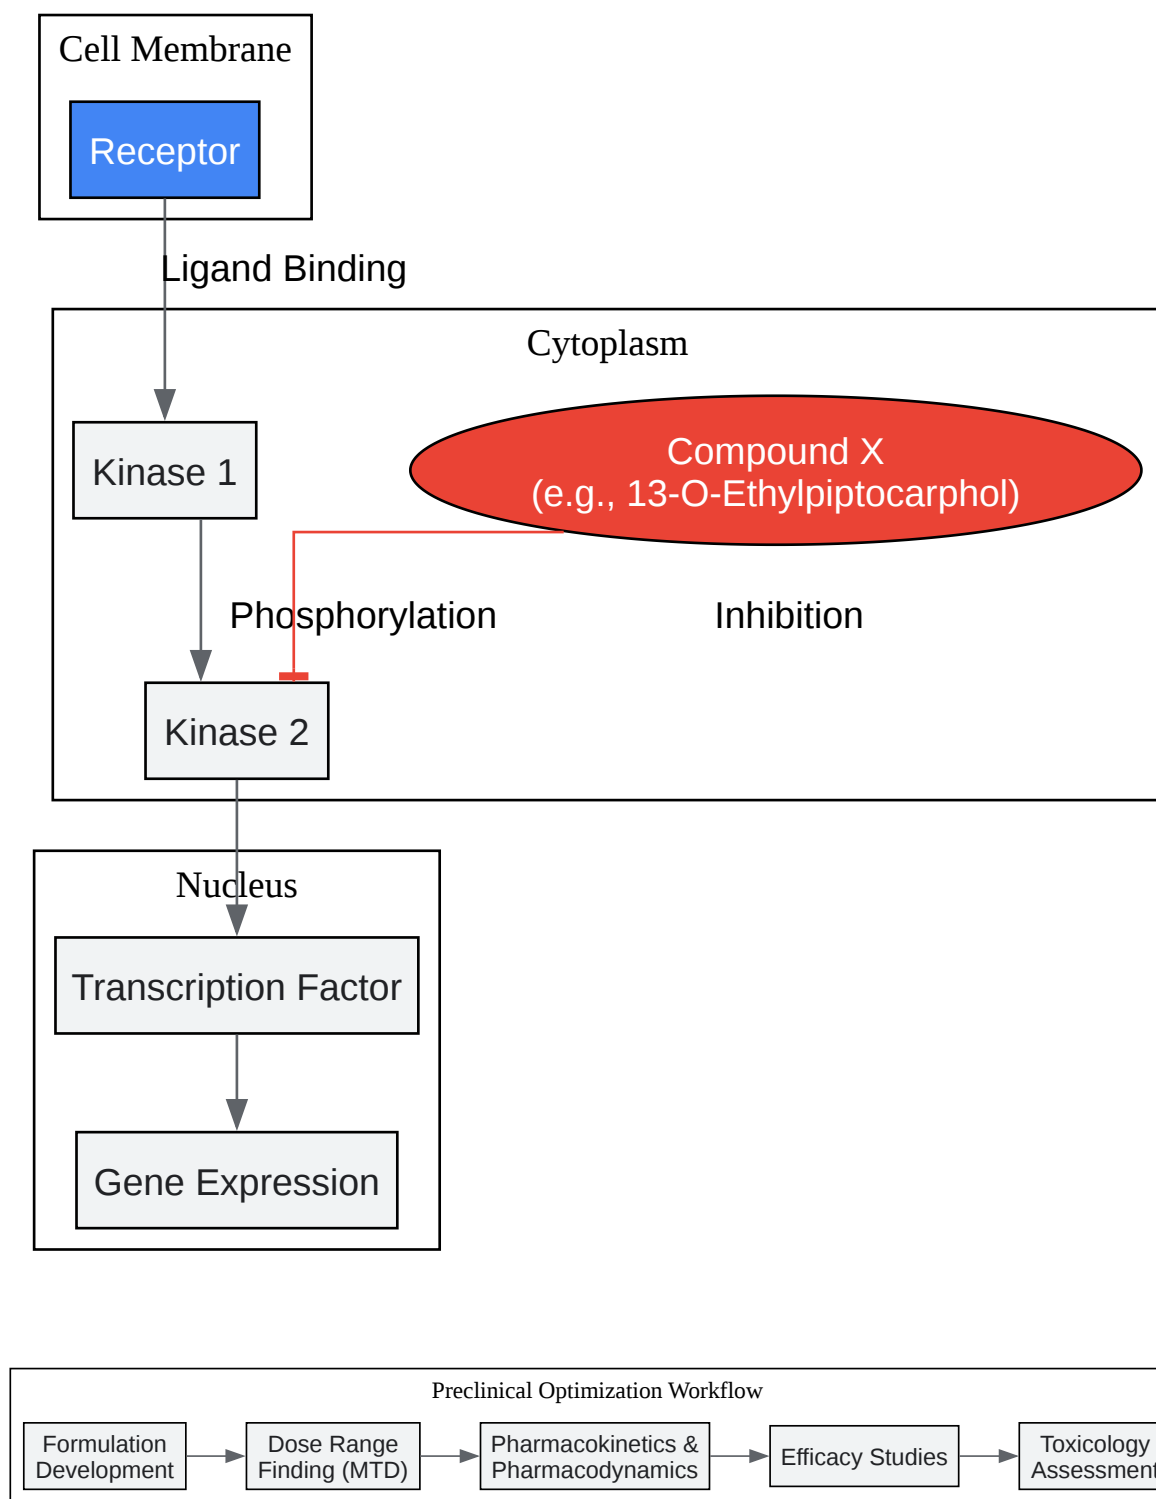 Cell Membrane
Receptor
Ligand Binding
Cytoplasm
Kinase 1
Compound X
(e.g., 13-O-Ethylpiptocarphol)
Phosphorylation
Inhibition
Kinase 2
Nucleus
Transcription Factor
Gene Expression
Preclinical Optimization Workflow
Formulation
Development
Dose Range
Finding (MTD)
Pharmacokinetics &
Pharmacodynamics
Efficacy Studies
Toxicology
Assessment